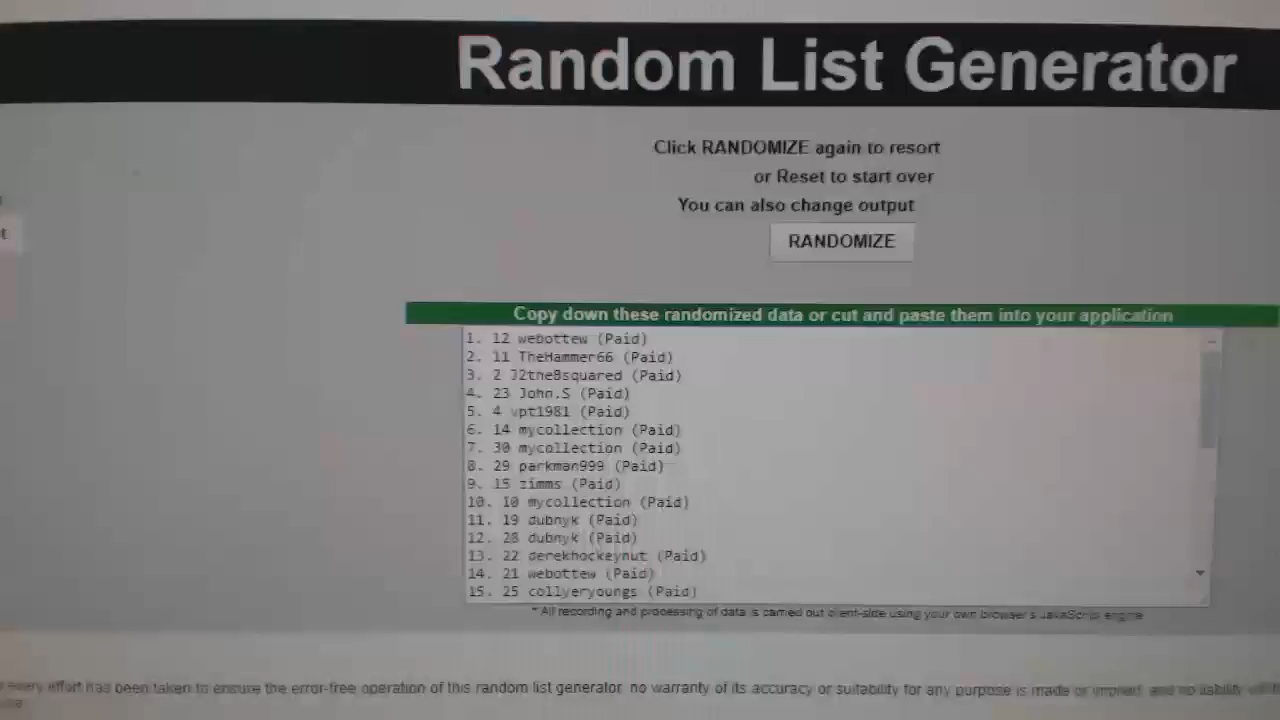 Random List Generator
Click RANDOMIZE again to resort
or Reset to start over
You can also change output
t
RANDOMIZE
Copy down these randomized data or cut and paste them into your application
1. 12 webottew (Paid)
2. 11 TheHammer66 (Paid)
3. 2 J2theBsquared (Paid)
4. 23 John.S (Paid)
5. 4 vpt1981 (Paid)
6. 14 mycollection (Paid)
7. 30 mycollection (Paid)
8. 29 parkman999 (Paid)
9. 15 zimms (Paid)
10. 10 mycollection (Paid)
11. 19 dubnyk (Paid)
12. 28 dubnyk (Paid)
13. 22 derekhockeynut (Paid)
14. 21 webottew (Paid)
15. 25 collyeryoungs (Paid)
* All recording and processing of data is carried out client-side using your own browser's JavaScript engine
every effort has been taken to ensure the error-free operation of this random list generator, no warranty of its accuracy or suitability for any purpose is made or implied, and no liability